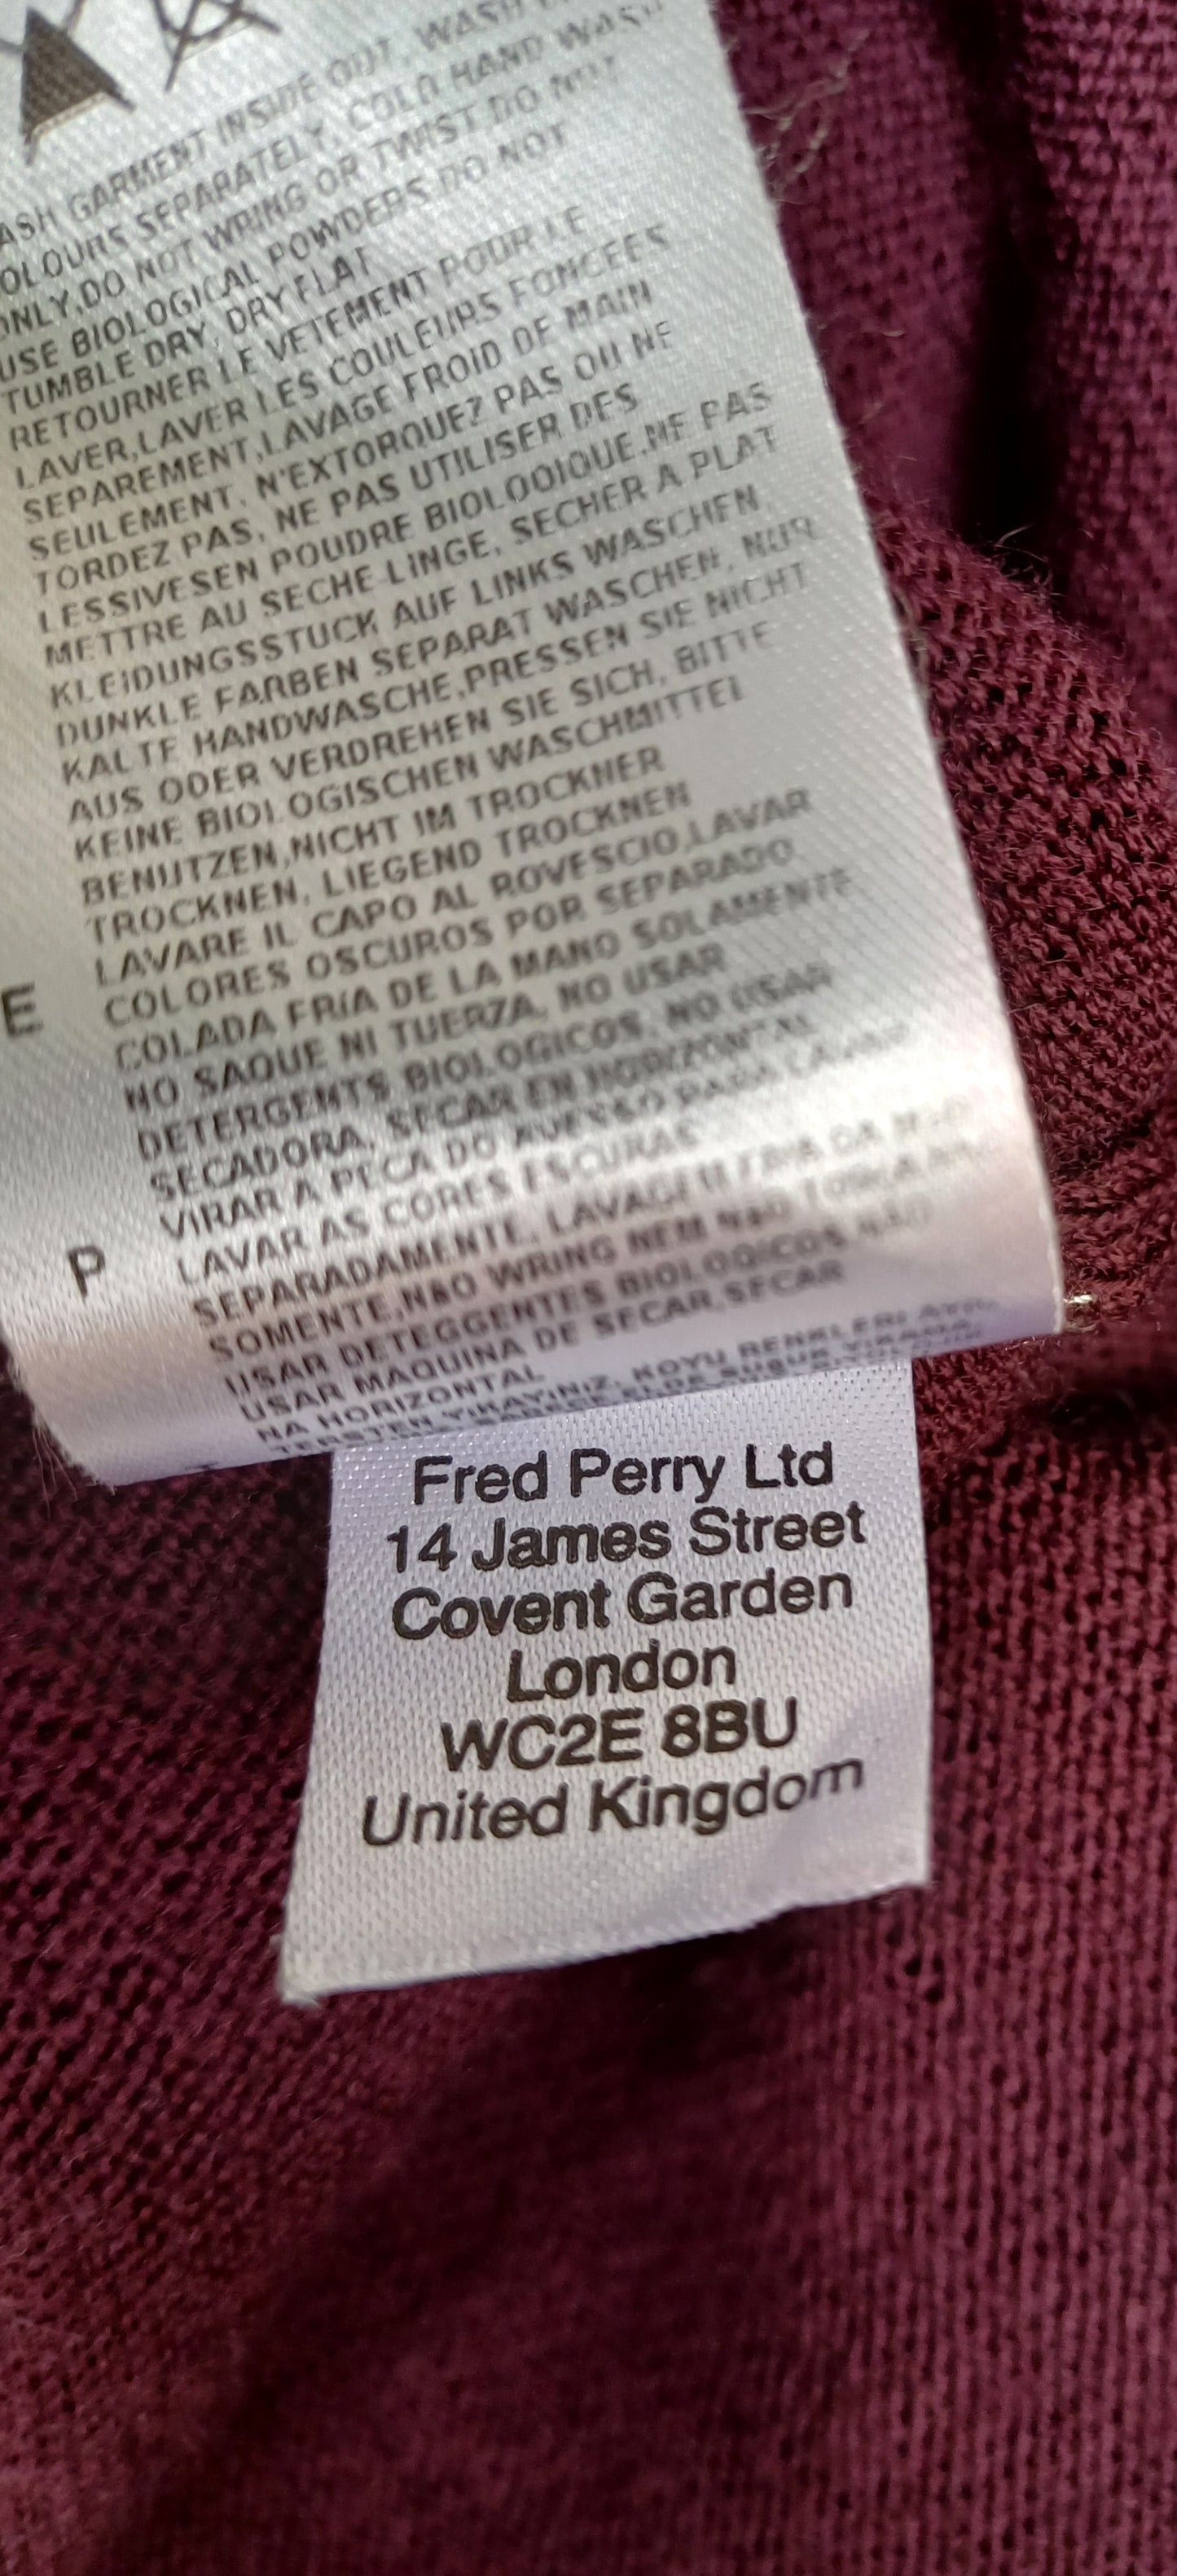 GARMENT INSIDE OUT, WASH
SEPARATELY, COLD HAND WASH
ONLY,DO NOT WRING OR TWIST DO NOT
USE BIOLOGICAL POWDERS DO NOT
TUMBLE DRY, DRY FLAT
RETOURNER LE VETEMENT POUR LE
LAVER,LAVER LES COULEURS FONCEES
SEPAREMENT,LAVAGE FROID DE MAIN
SEULEMENT, N'EXTORQUEZ PAS OU NE
TORDEZ PAS, NE PAS UTILISER DES
LESSIVESEN POUDRE BIOLOQIQUE,NE PAS
METTRE AU SECHE-LINGE, SECHER A PLAT
KLEIDUNGSSTUCK AUF LINKS WASCHEN
DUNKLE FARBEN SEPARAT WASCHEN, NUR
KALTE HANDWASCHE,PRESSEN SIE NICHT
AUS ODER VERDREHEN SIE SICH, BITTE
KEINE BIOLOGISCHEN WASCHMITTEL
BENUTZEN,NICHT IM TROCKNER
TROCKNEN, LIEGEND TROCKNEN
LAVARE IL CAPO AL ROVESCIO,LAVAR
E COLORES OSCUROS POR SEPARADO
COLADA FRIA DE LA MANO SOLAMENTE
NO SAQUE NI TUERZA, NO USAR
DETERGENTS BIOLOGICOS, NO USAR
SECADORA, SECAR EN HORIZONTAL
P VIRAR A PECA DO PARA LAVAR
LAVAR AS CORES ESCURAS
SEPARADAMENTE, LAVAGEM FRIA DA
SOMENTE,N&O WRING NEM N&O
USAR DETEGGENTES BIOLOGICOS,NAO
USAR MAQUINA DE SECAR,SECAR
NA HORIZONTAL
TERSTEN YIKAYINIZ, KOYU RENKLERI
Fred Perry Ltd
14 James Street
Covent Garden
London
WC2E 8BU
United Kingdom